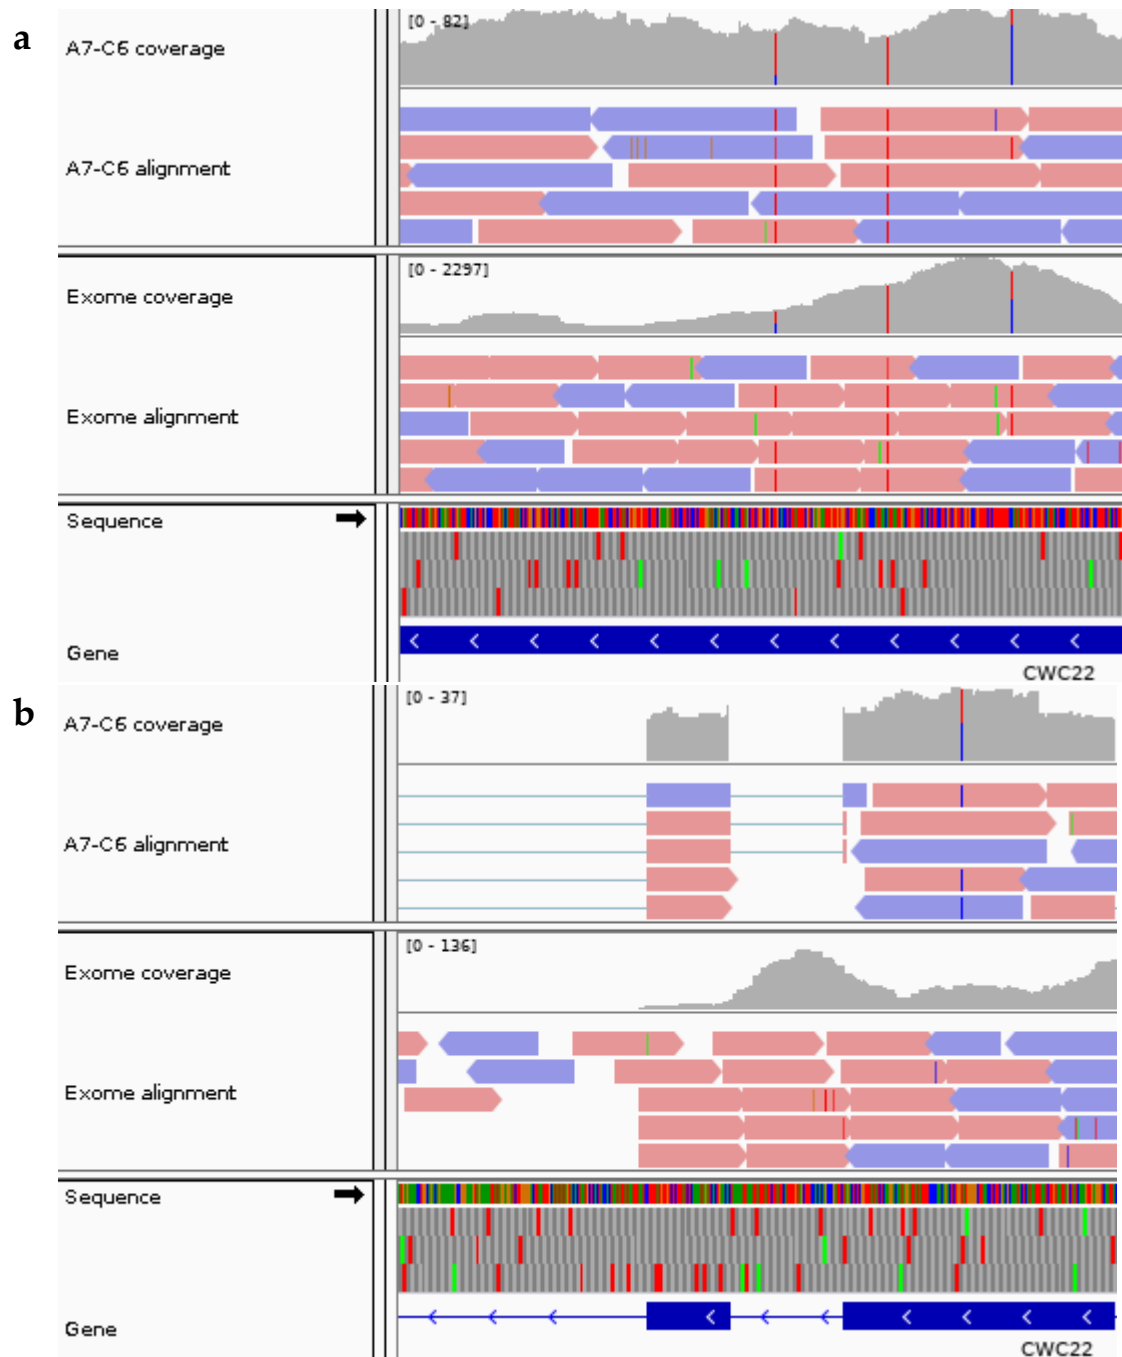 a
[0 - 82]
A7-C6 coverage
A7-C6 alignment
[0 - 2297]
Exome coverage
Exome alignment
Sequence
Gene
CWC22
b
[0 - 37]
A7-C6 coverage
A7-C6 alignment
[0 - 136]
Exome coverage
Exome alignment
Sequence
Gene
CWC22